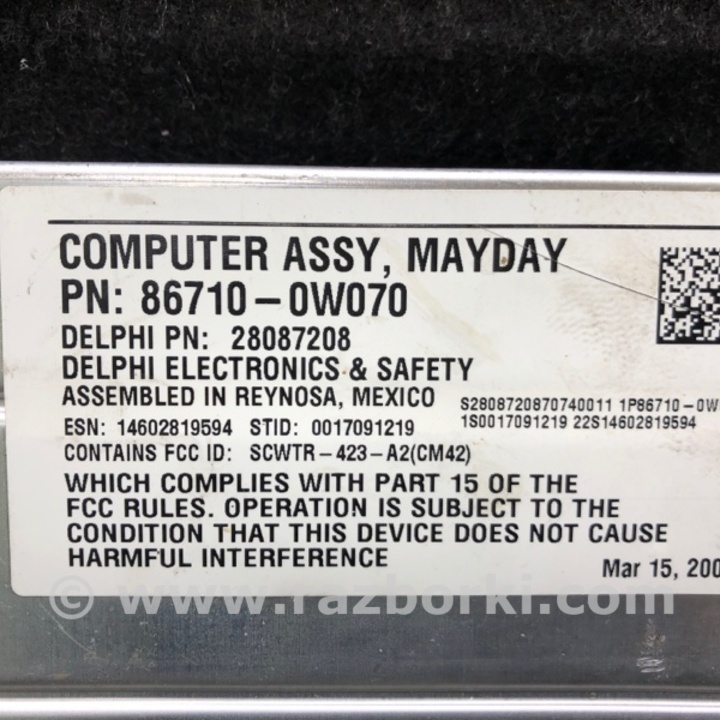 COMPUTER ASSY, MAYDAY
PN: 86710-0W070
DELPHI PN: 28087208
DELPHI ELECTRONICS & SAFETY
ASSEMBLED IN REYNOSA, MEXICO
S2808720870740011 1P86710-0W
ESN: 14602819594 STID: 0017091219
1S0017091219 22S14602819594
CONTAINS FCC ID: SCWTR-423-A2(CM42)
WHICH COMPLIES WITH PART 15 OF THE
FCC RULES. OPERATION IS SUBJECT TO THE
CONDITION THAT THIS DEVICE DOES NOT CAUSE
HARMFUL INTERFERENCE
Mar 15, 200
© www.razborki.com